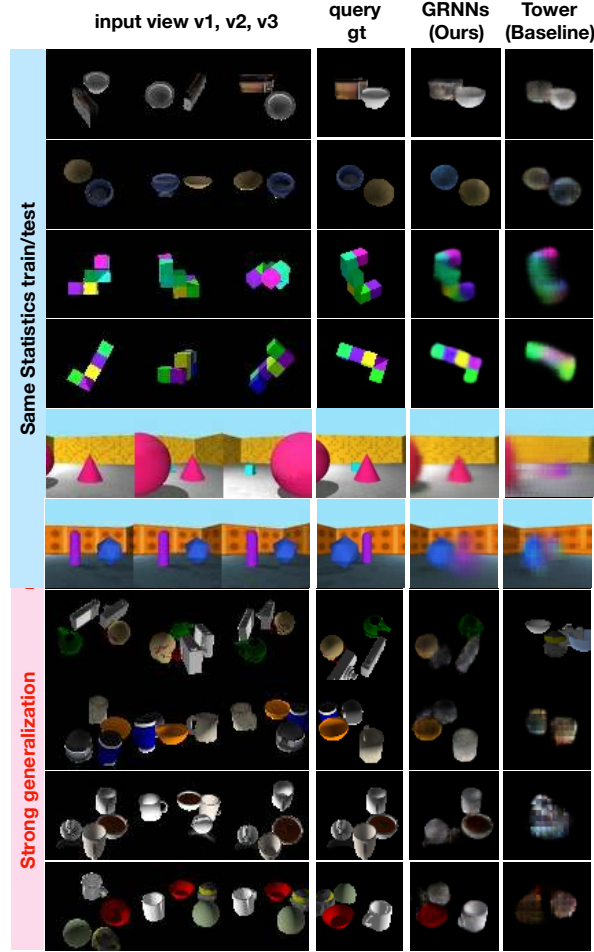 input view v1, v2, v3
query
gt
GRNNs
(Ours)
Tower
(Baseline)
Same Statistics train/test
Strong generalization